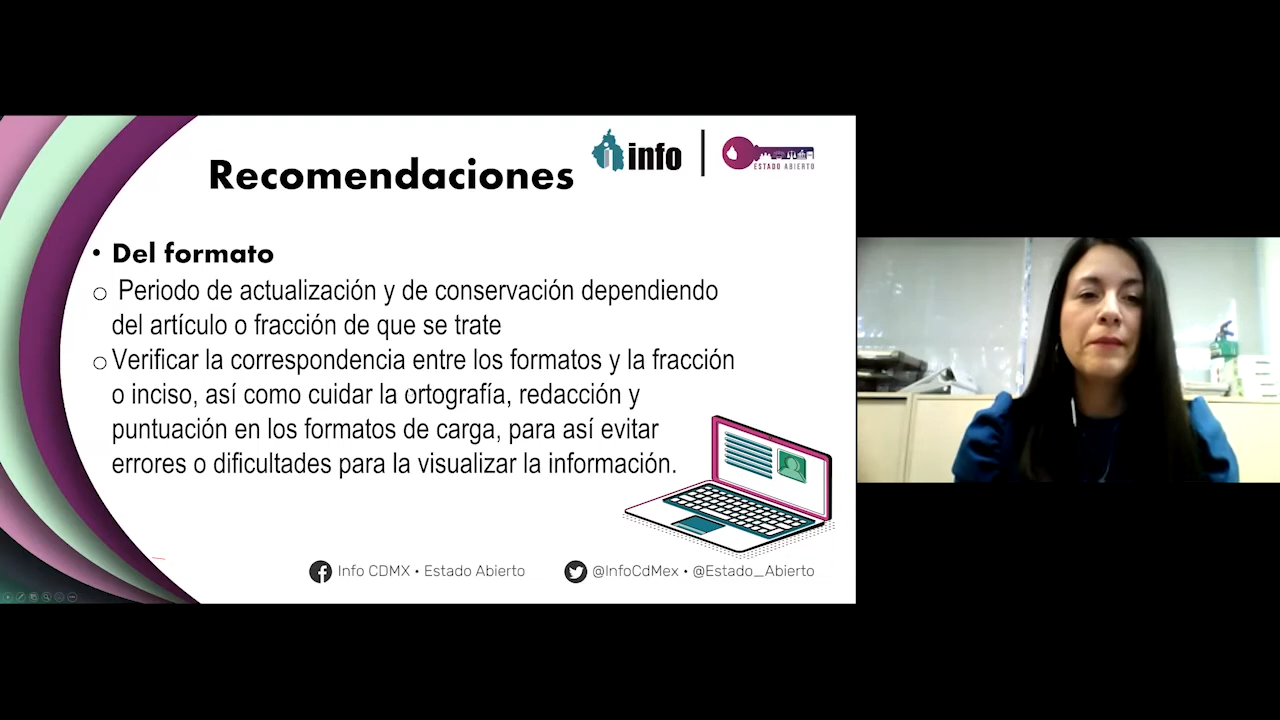 Recomendaciones
info
ESTADO ABIERTO
• Del formato
o Periodo de actualización y de conservación dependiendo
del artículo o fracción de que se trate
o Verificar la correspondencia entre los formatos y la fracción
o inciso, así como cuidar la ortografía, redacción y
puntuación en los formatos de carga, para así evitar
errores o dificultades para la visualizar la información.
Info CDMX • Estado Abierto
@InfoCdMex • @Estado_Abierto